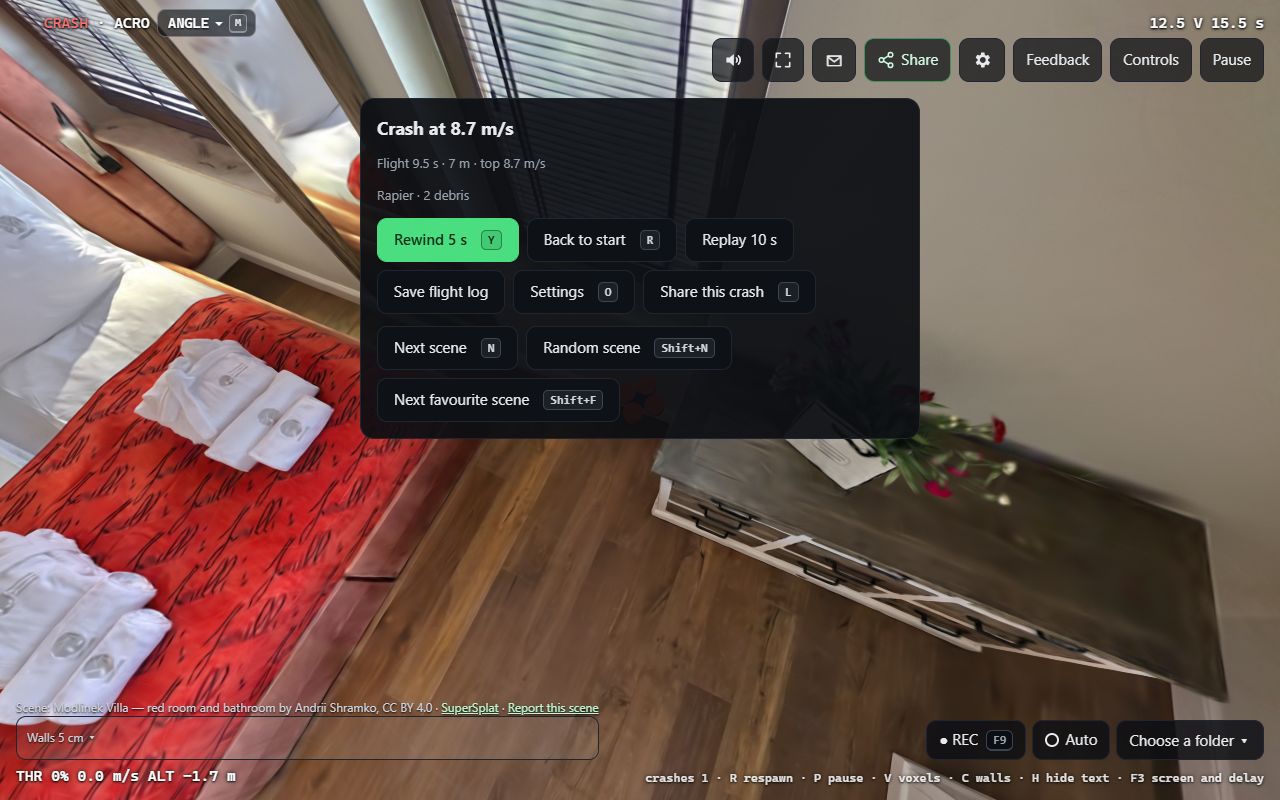 CRASH · ACRO ANGLE M
12.5 V 15.5 s
Share
Feedback
Controls
Pause
Crash at 8.7 m/s
Flight 9.5 s · 7 m · top 8.7 m/s
Rapier · 2 debris
Rewind 5 s Y
Back to start R
Replay 10 s
Save flight log
Settings O
Share this crash L
Next scene N
Random scene Shift+N
Next favourite scene Shift+F
Scene: Modlinek Villa — red room and bathroom by Andrii Shramko, CC BY 4.0 · SuperSplat · Report this scene
Walls 5 cm
● REC F9
Auto
Choose a folder
THR 0% 0.0 m/s ALT −1.7 m
crashes 1 · R respawn · P pause · V voxels · C walls · H hide text · F3 screen and delay